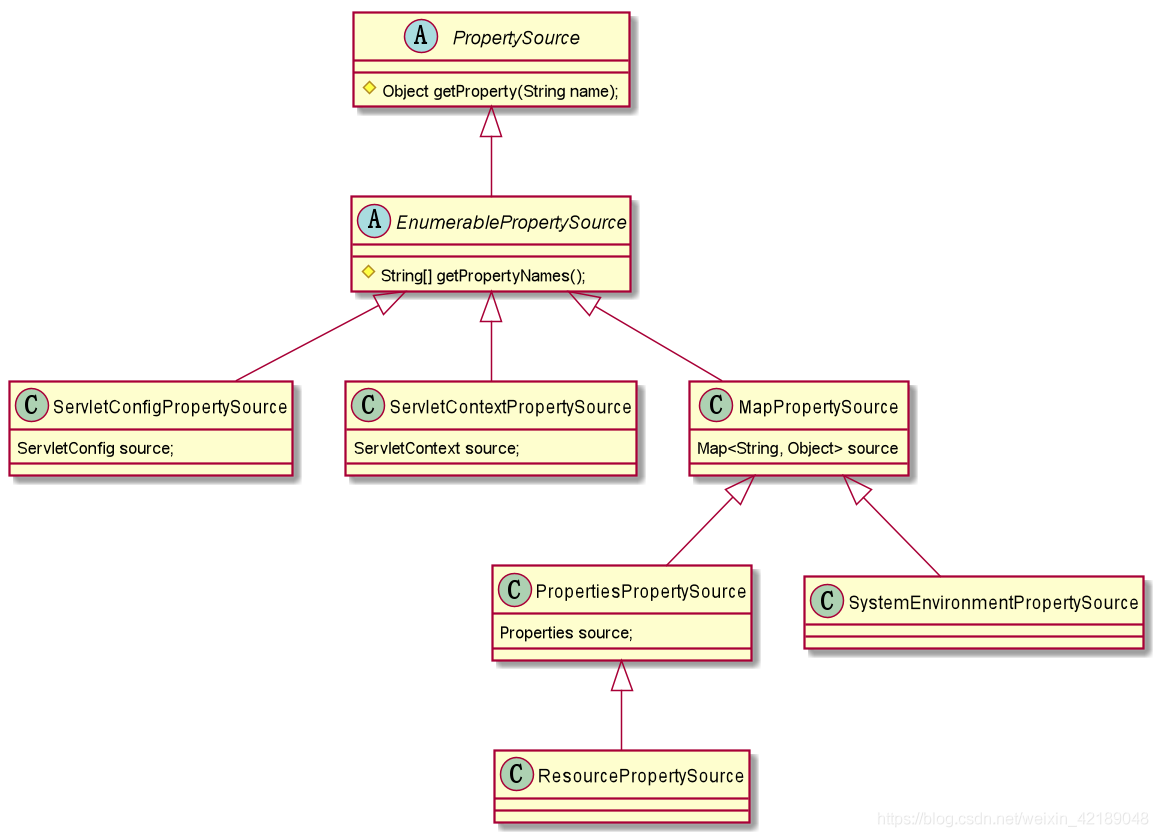 A PropertySource
Object getProperty(String name);
A EnumerablePropertySource
String[] getPropertyNames();
C ServletConfigPropertySource
ServletConfig source;
C ServletContextPropertySource
ServletContext source;
C MapPropertySource
Map<String, Object> source
C PropertiesPropertySource
Properties source;
C SystemEnvironmentPropertySource
C ResourcePropertySource
https://blog.csdn.net/weixin_42189048